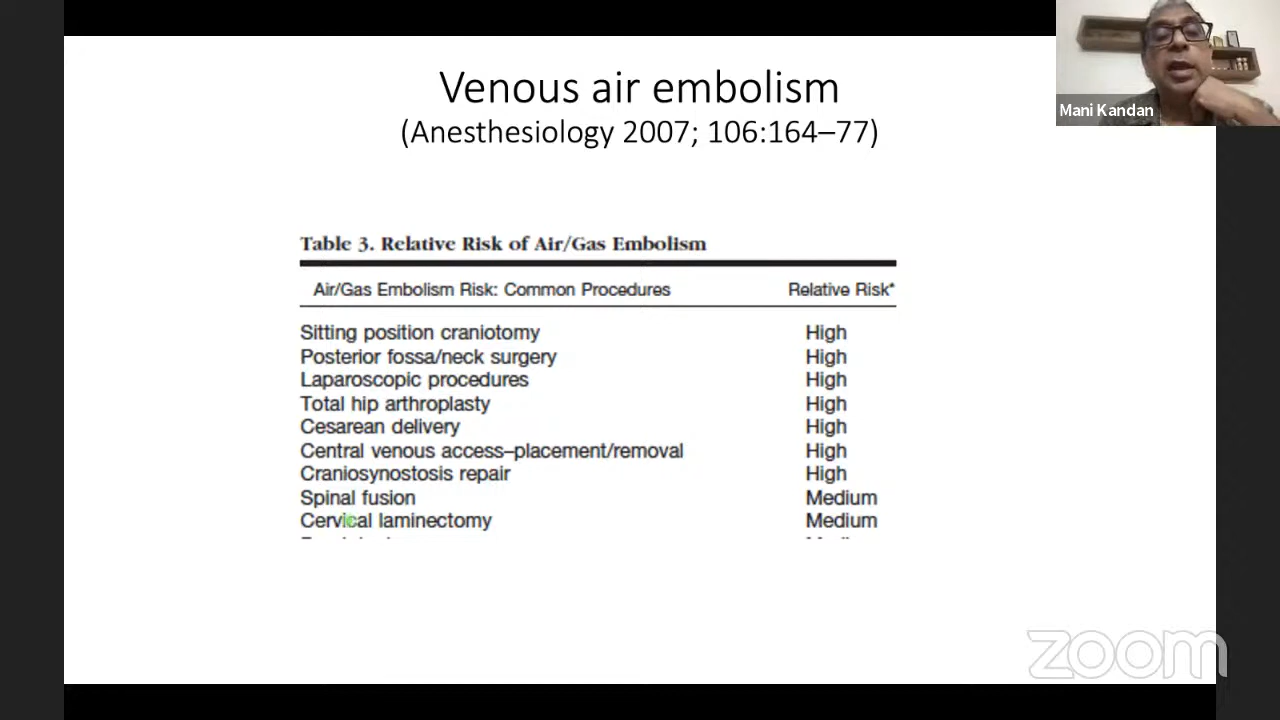 Venous air embolism
(Anesthesiology 2007; 106:164–77)
Mani Kandan
Table 3. Relative Risk of Air/Gas Embolism
Air/Gas Embolism Risk: Common Procedures Relative Risk*
Sitting position craniotomy High
Posterior fossa/neck surgery High
Laparoscopic procedures High
Total hip arthroplasty High
Cesarean delivery High
Central venous access–placement/removal High
Craniosynostosis repair High
Spinal fusion Medium
Cervical laminectomy Medium
zoom